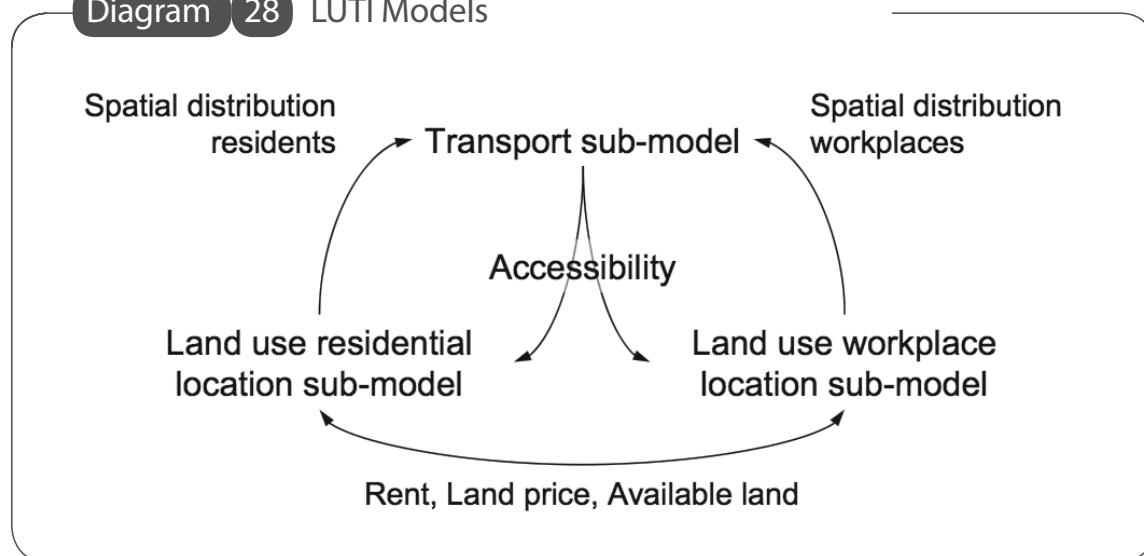 Diagram 28 LUTI Models
Spatial distribution
residents
Transport sub-model
Spatial distribution
workplaces
Accessibility
Land use residential
location sub-model
Land use workplace
location sub-model
Rent, Land price, Available land